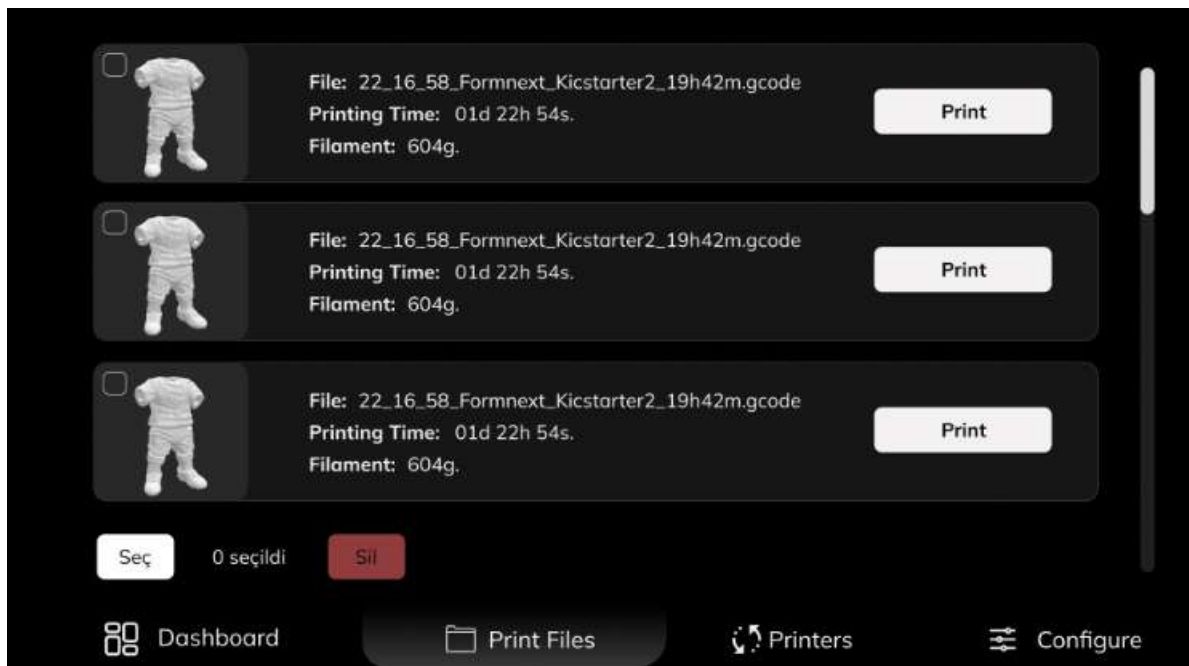 File: 22_16_58_Formnext_Kicstarter2_19h42m.gcode
Printing Time: 01d 22h 54s.
Filament: 604g.
Print
File: 22_16_58_Formnext_Kicstarter2_19h42m.gcode
Printing Time: 01d 22h 54s.
Filament: 604g.
Print
File: 22_16_58_Formnext_Kicstarter2_19h42m.gcode
Printing Time: 01d 22h 54s.
Filament: 604g.
Print
Seç 0 seçildi Sil
Dashboard Print Files Printers Configure